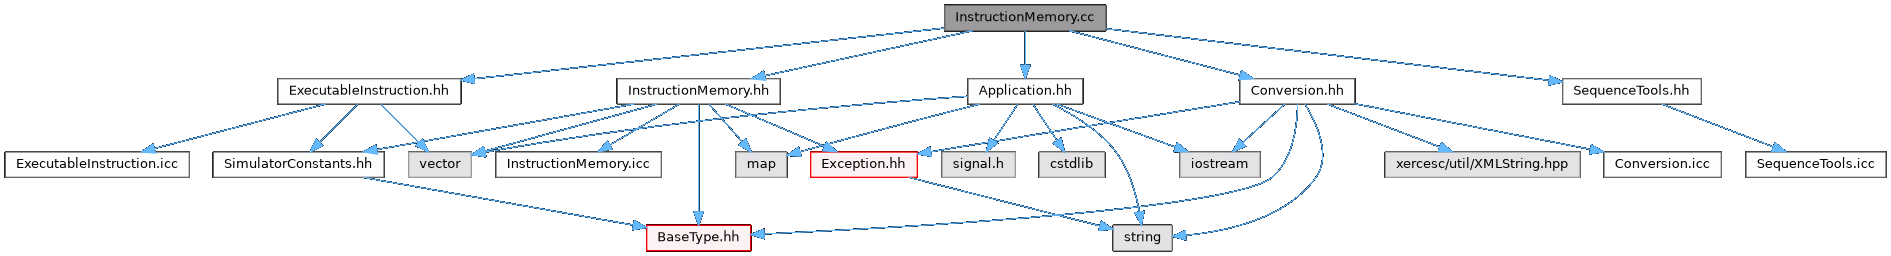 InstructionMemory.cc
ExecutableInstruction.hh
InstructionMemory.hh
Application.hh
Conversion.hh
SequenceTools.hh
ExecutableInstruction.icc
SimulatorConstants.hh
vector
InstructionMemory.icc
map
Exception.hh
signal.h
cstdlib
iostream
xercesc/util/XMLString.hpp
Conversion.icc
SequenceTools.icc
BaseType.hh
string